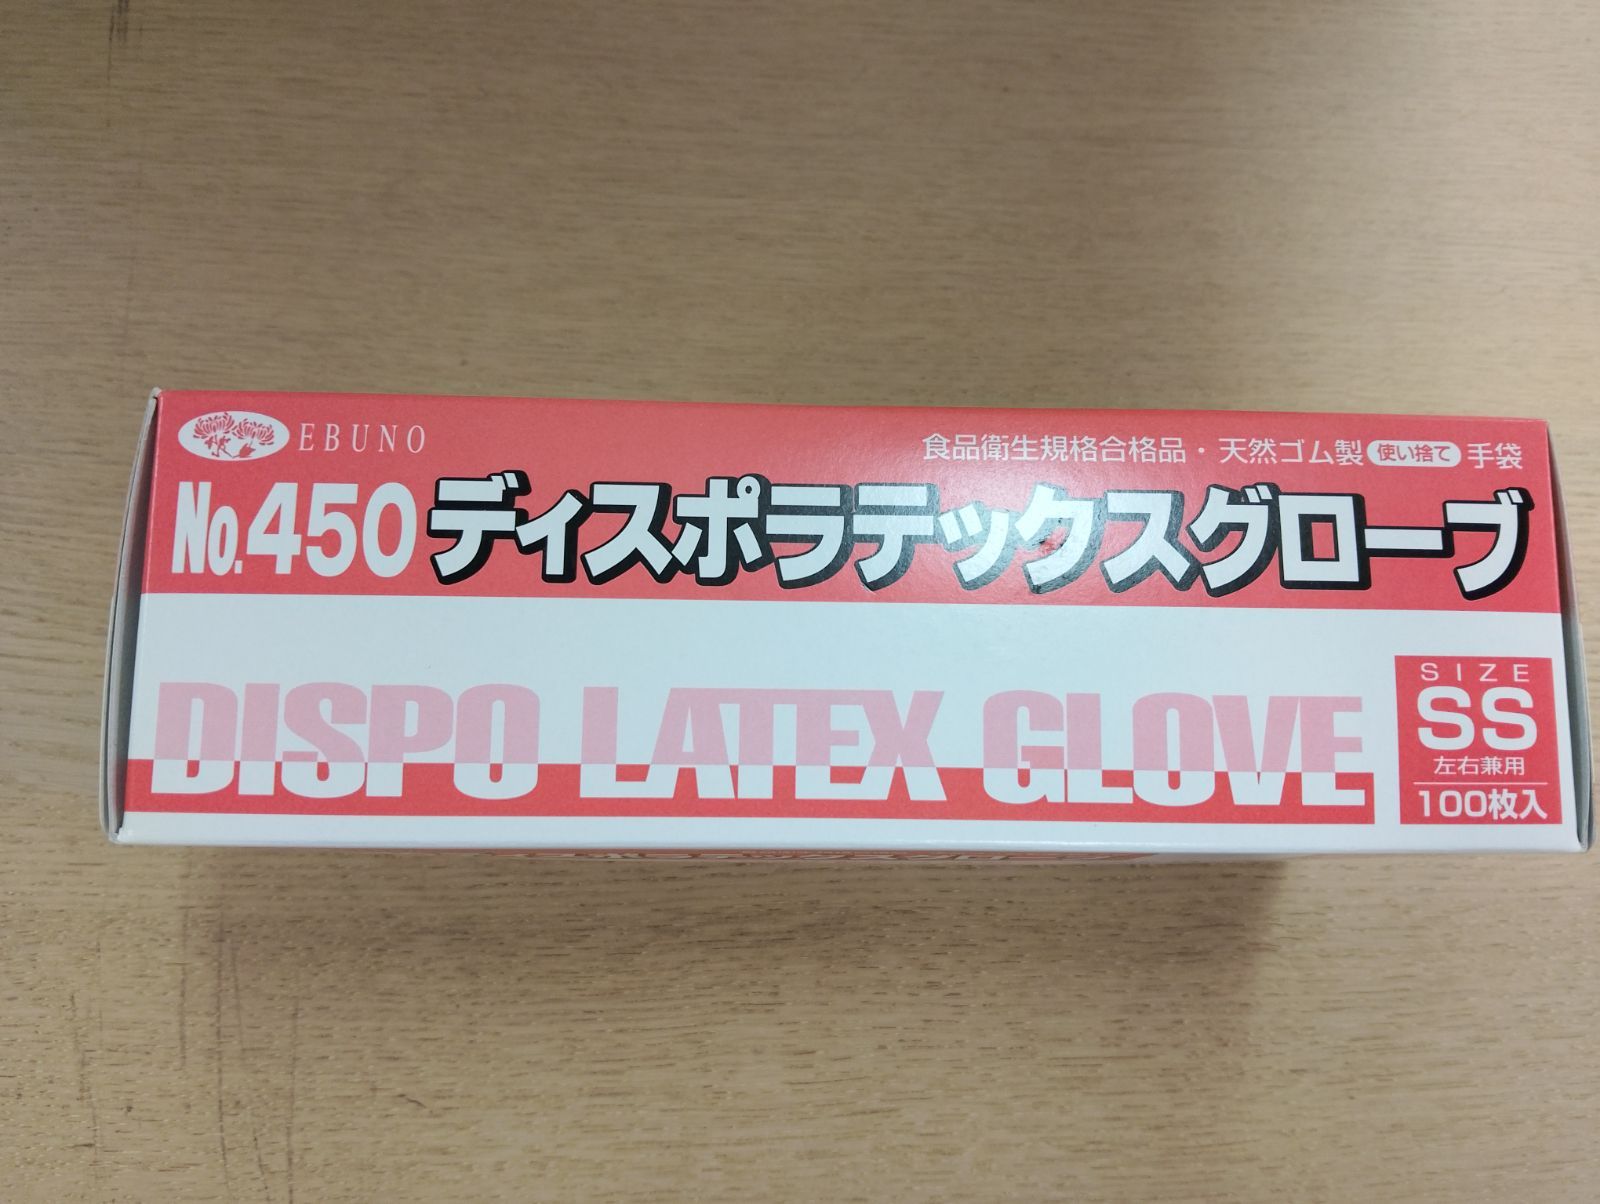 EBUNO
食品衛生規格合格品・天然ゴム製 使い捨て 手袋
No.450 ディスポラテックスグローブ
DISPO LATEX GLOVE
SIZE
SS
左右兼用
100枚入